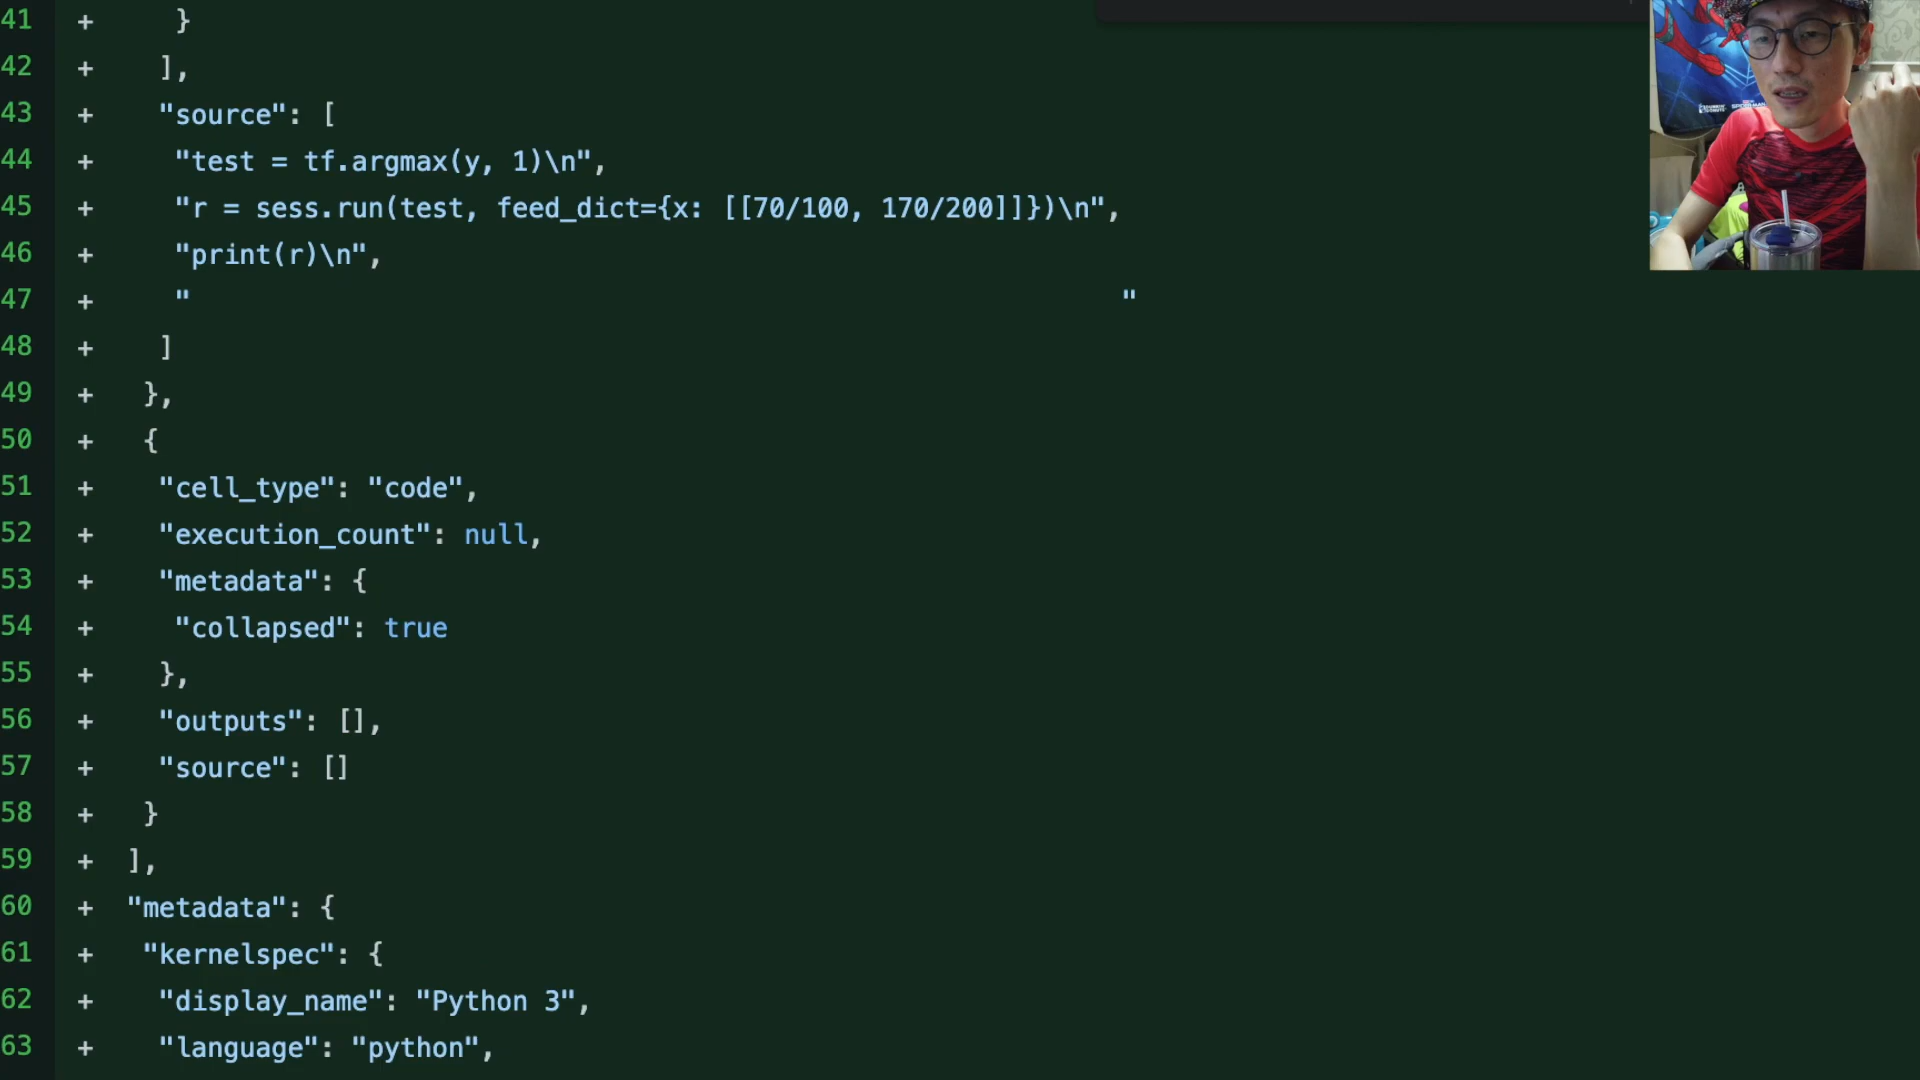 41 + }
42 + ],
43 + "source": [
44 + "test = tf.argmax(y, 1)\n",
45 + "r = sess.run(test, feed_dict={x: [[70/100, 170/200]]})\n",
46 + "print(r)\n",
47 + " "
48 + ]
49 + },
50 + {
51 + "cell_type": "code",
52 + "execution_count": null,
53 + "metadata": {
54 + "collapsed": true
55 + },
56 + "outputs": [],
57 + "source": []
58 + }
59 + ],
60 + "metadata": {
61 + "kernelspec": {
62 + "display_name": "Python 3",
63 + "language": "python",